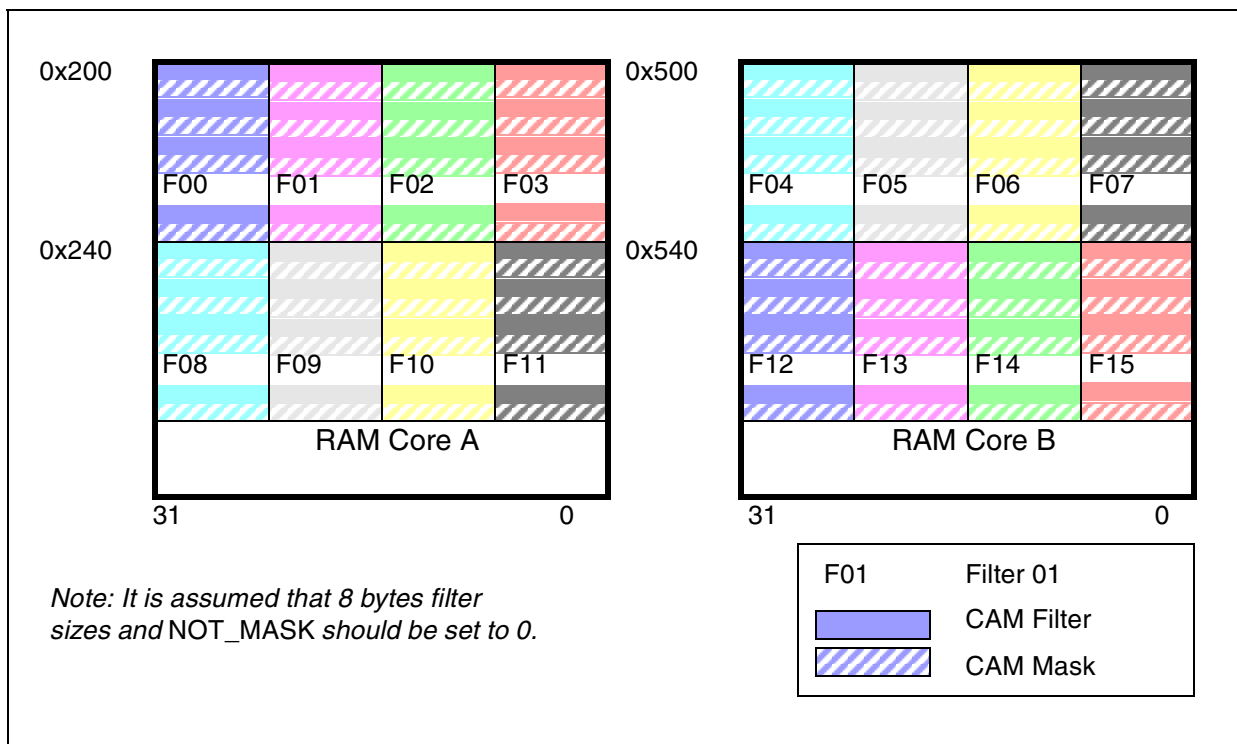 0x200
0x500
F00 F01 F02 F03
F04 F05 F06 F07
0x240
0x540
F08 F09 F10 F11
F12 F13 F14 F15
RAM Core A
RAM Core B
31 0
31 0
Note: It is assumed that 8 bytes filter
sizes and NOT_MASK should be set to 0.
F01 Filter 01
CAM Filter
CAM Mask